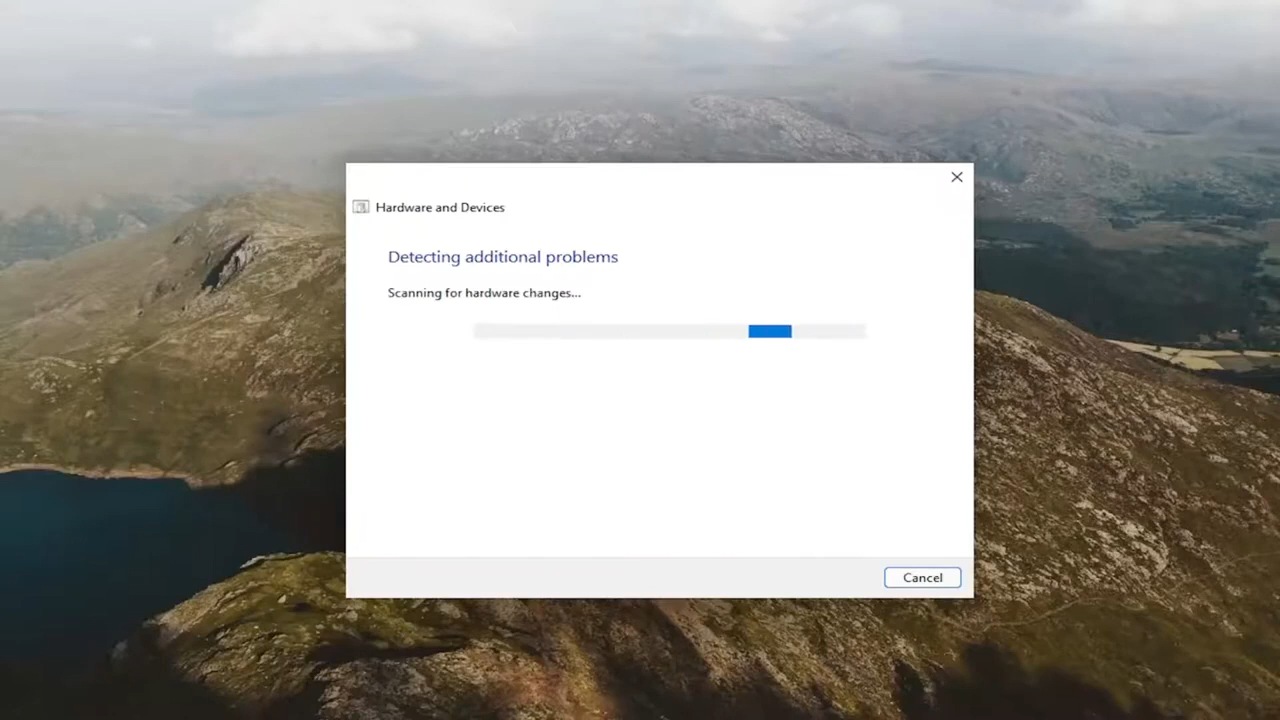 Hardware and Devices
Detecting additional problems
Scanning for hardware changes...
Cancel